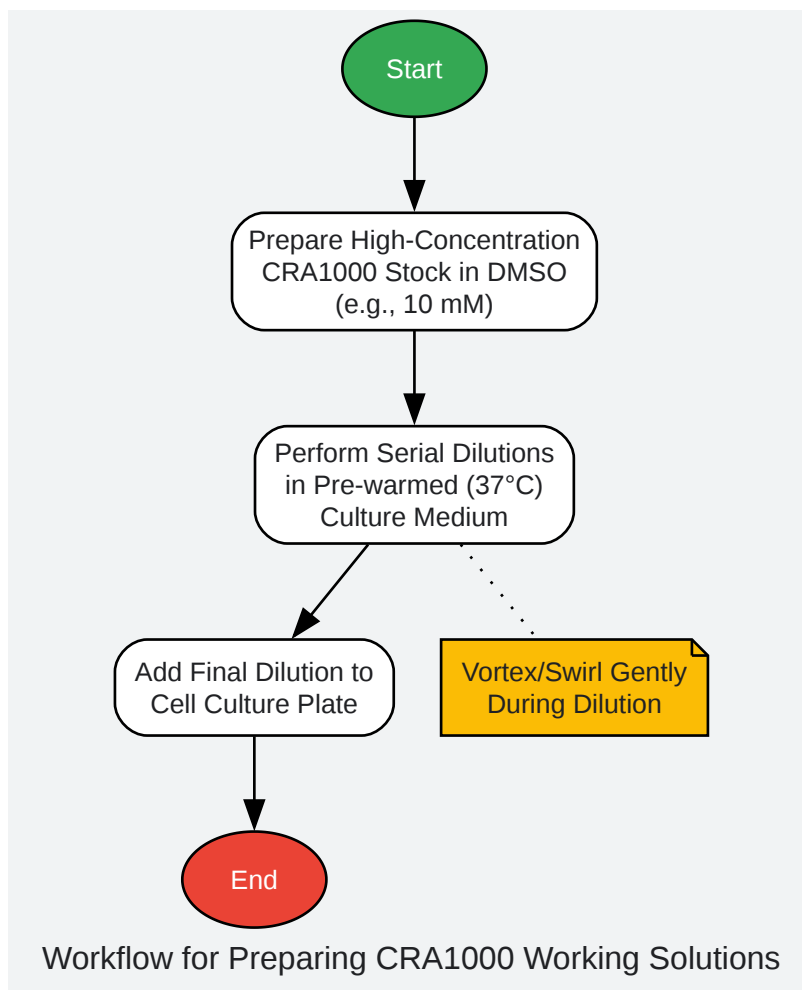 Start
Prepare High-Concentration
CRA1000 Stock in DMSO
(e.g., 10 mM)
Perform Serial Dilutions
in Pre-warmed (37°C)
Culture Medium
Add Final Dilution to
Cell Culture Plate
Vortex/Swirl Gently
During Dilution
End
Workflow for Preparing CRA1000 Working Solutions